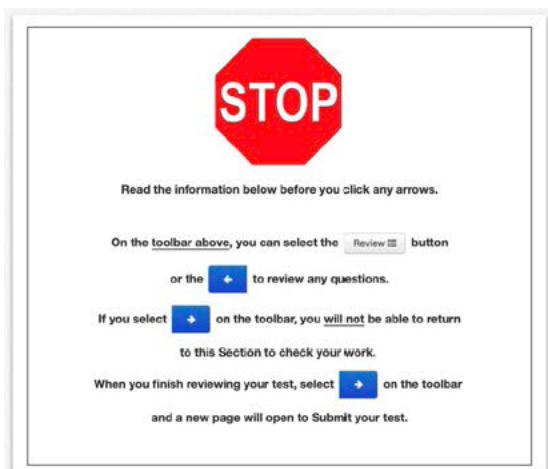 STOP
Read the information below before you click any arrows.
On the toolbar above, you can select the Review button
or the to review any questions.
If you select on the toolbar, you will not be able to return
to this Section to check your work.
When you finish reviewing your test, select on the toolbar
and a new page will open to Submit your test.